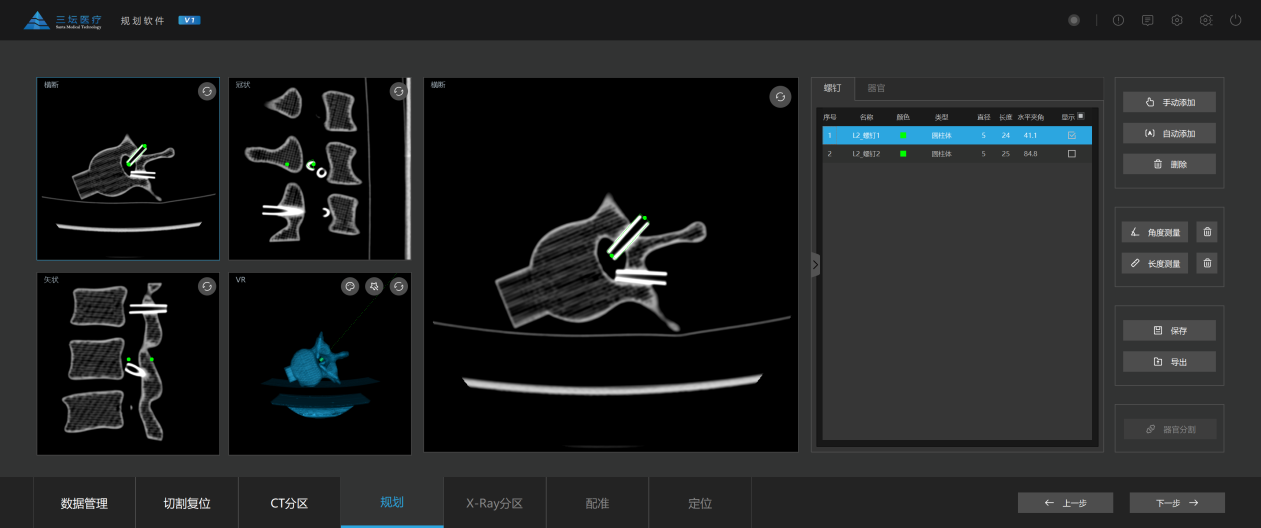 三坛医疗
Santa Medical Technology
规划软件 V1
横断
冠状
矢状
VR
横断
螺钉 器官
序号 名称 颜色 类型 直径 长度 水平夹角 显示
1 L2_螺钉1 圆柱体 5 24 41.1
2 L2_螺钉2 圆柱体 5 25 84.8
手动添加
自动添加
删除
角度测量
长度测量
保存
导出
器官分割
数据管理 切割复位 CT分区 规划 X-Ray分区 配准 定位
上一步 下一步